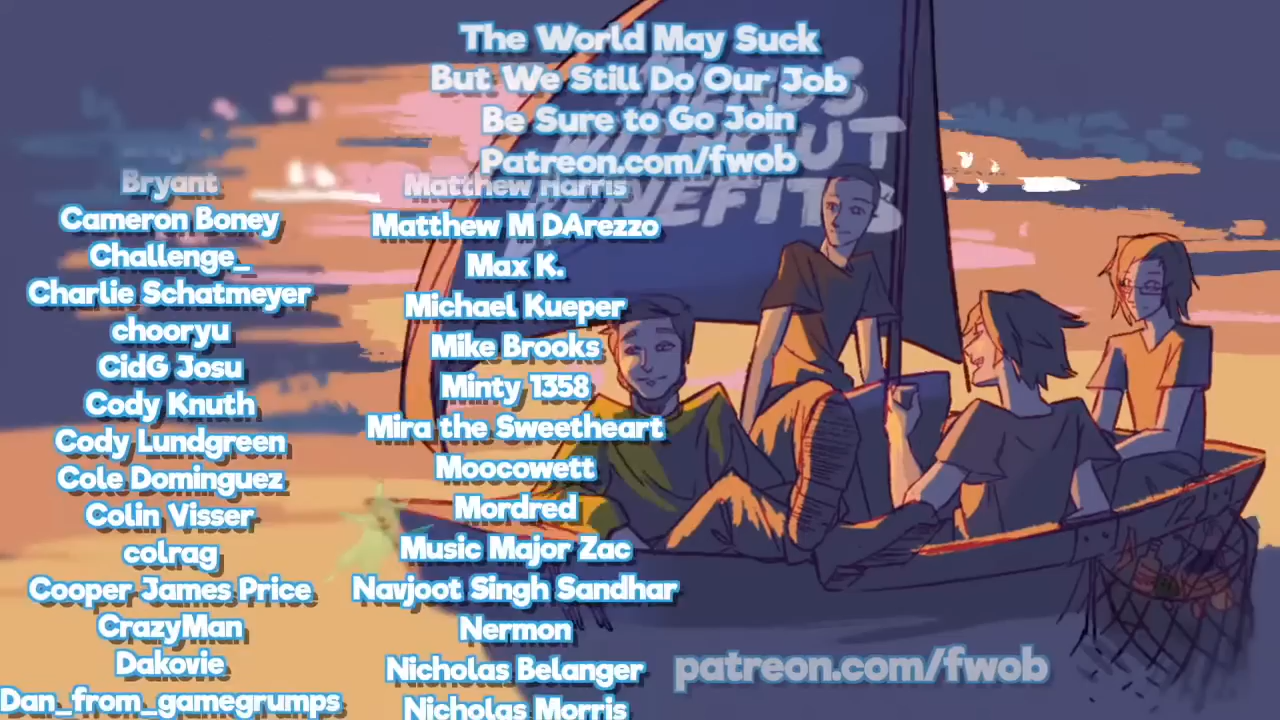 The World May Suck
But We Still Do Our Job
Be Sure to Go Join
Patreon.com/fwob
FRIENDS
WITHOUT
BENEFITS
Bryant
Cameron Boney
Challenge_
Charlie Schatmeyer
chooryu
CidG Josu
Cody Knuth
Cody Lundgreen
Cole Dominguez
Colin Visser
colrag
Cooper James Price
CrazyMan
Dakovie
Dan_from_gamegrumps
Matthew Harris
Matthew M DArezzo
Max K.
Michael Kueper
Mike Brooks
Minty 1358
Mira the Sweetheart
Moocowett
Mordred
Music Major Zac
Navjoot Singh Sandhar
Nermon
Nicholas Belanger
Nicholas Morris
patreon.com/fwob